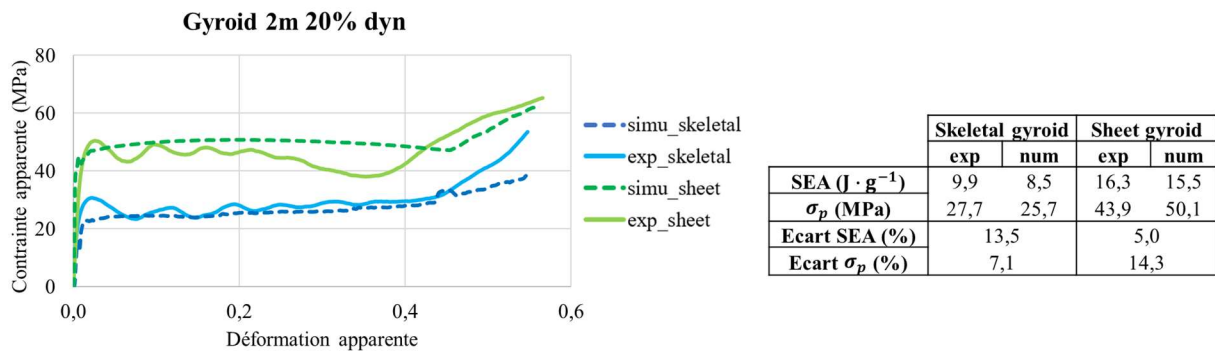 Gyroid 2m 20% dyn
Contrainte apparente (MPa)
80
60
40
20
0
0,0 0,2 0,4 0,6
Déformation apparente
simu_skeletal
exp_skeletal
simu_sheet
exp_sheet
Skeletal gyroid Sheet gyroid
exp num exp num
SEA (J · g⁻¹) 9,9 8,5 16,3 15,5
σₚ (MPa) 27,7 25,7 43,9 50,1
Ecart SEA (%) 13,5 5,0
Ecart σₚ (%) 7,1 14,3